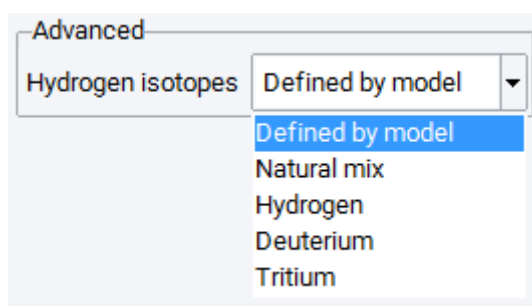 Advanced
Hydrogen isotopes Defined by model
Defined by model
Natural mix
Hydrogen
Deuterium
Tritium